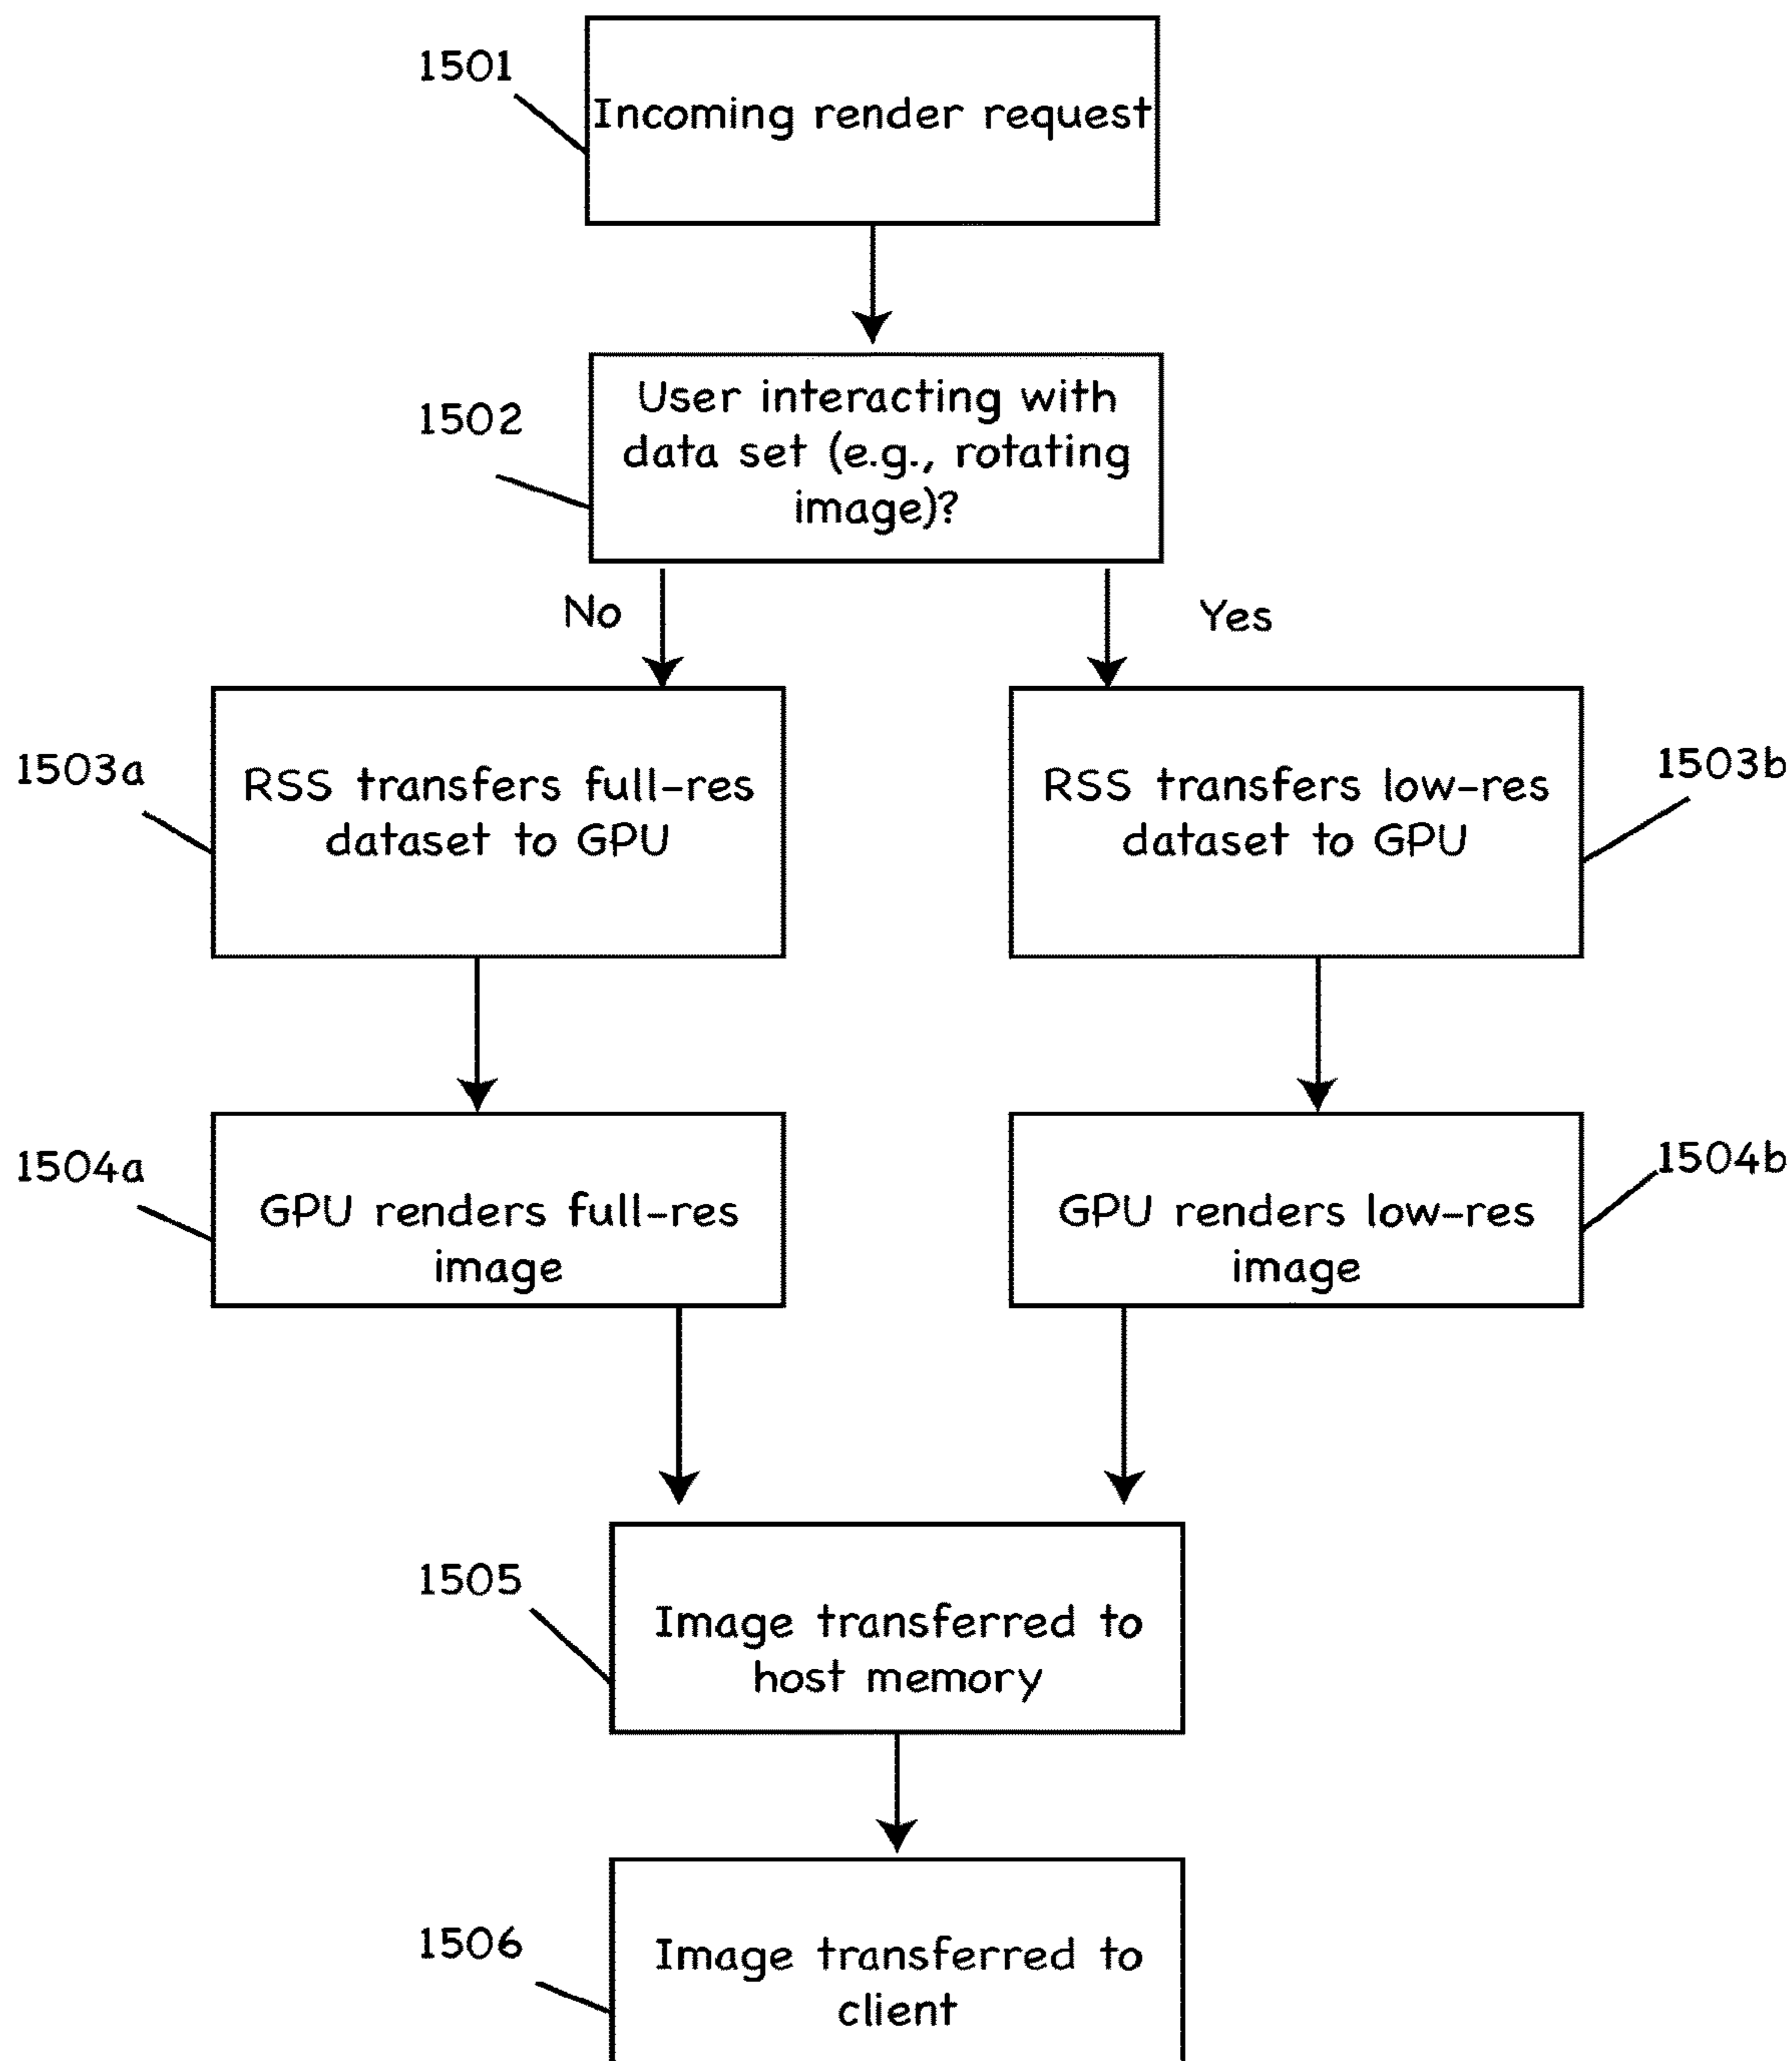 1501
Incoming render request
1502
User interacting with
data set (e.g., rotating
image)?
No
Yes
1503a
RSS transfers full-res
dataset to GPU
RSS transfers low-res
dataset to GPU
1503b
1504a
GPU renders full-res
image
GPU renders low-res
image
1504b
1505
Image transferred to
host memory
1506
Image transferred to
client